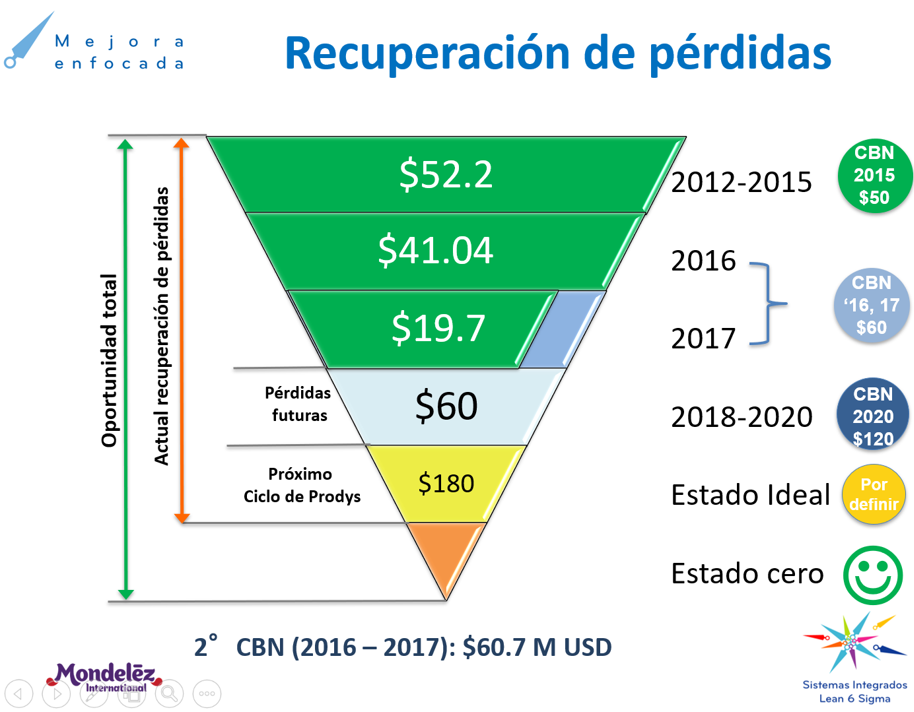 Mejora
enfocada
Recuperación de pérdidas
Oportunidad total
Actual recuperación de pérdidas
$52.2
2012-2015
CBN
2015
$50
$41.04
2016
$19.7
2017
CBN
‘16, 17
$60
Pérdidas
futuras
$60
2018-2020
CBN
2020
$120
Próximo
Ciclo de Prodys
$180
Estado Ideal
Por
definir
Estado cero
2° CBN (2016 – 2017): $60.7 M USD
Mondelēz
International
Sistemas Integrados
Lean 6 Sigma